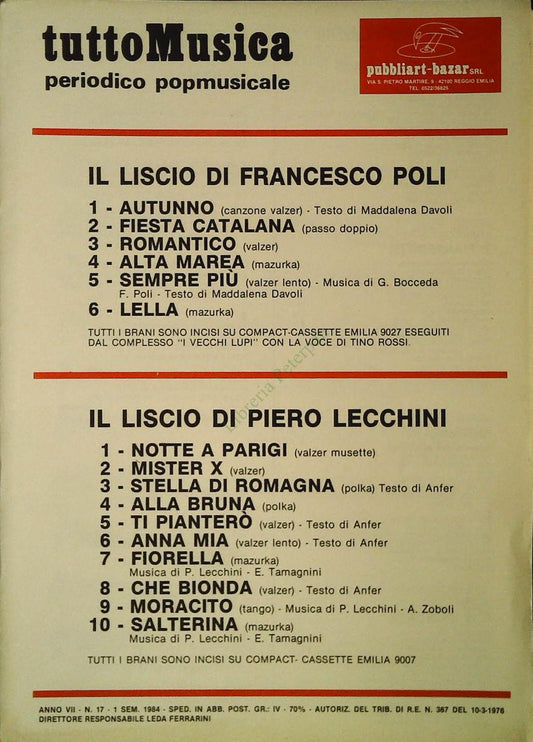 tuttoMusica
periodico popmusicale
pubbliart-bazar SRL
VIA S. PIETRO MARTIRE, 9 - 42100 REGGIO EMILIA
TEL. 0522/36825
IL LISCIO DI FRANCESCO POLI
1 - AUTUNNO (canzone valzer) - Testo di Maddalena Davoli
2 - FIESTA CATALANA (passo doppio)
3 - ROMANTICO (valzer)
4 - ALTA MAREA (mazurka)
5 - SEMPRE PIÙ (valzer lento) - Musica di G. Bocceda
F. Poli - Testo di Maddalena Davoli
6 - LELLA (mazurka)
TUTTI I BRANI SONO INCISI SU COMPACT-CASSETTE EMILIA 9027 ESEGUITI
DAL COMPLESSO "I VECCHI LUPI" CON LA VOCE DI TINO ROSSI.
IL LISCIO DI PIERO LECCHINI
1 - NOTTE A PARIGI (valzer musette)
2 - MISTER X (valzer)
3 - STELLA DI ROMAGNA (polka) Testo di Anfer
4 - ALLA BRUNA (polka)
5 - TI PIANTERÒ (valzer) - Testo di Anfer
6 - ANNA MIA (valzer lento) - Testo di Anfer
7 - FIORELLA (mazurka)
Musica di P. Lecchini - E. Tamagnini
8 - CHE BIONDA (valzer) - Testo di Anfer
9 - MORACITO (tango) - Musica di P. Lecchini - A. Zoboli
10 - SALTERINA (mazurka)
Musica di P. Lecchini - E. Tamagnini
TUTTI I BRANI SONO INCISI SU COMPACT- CASSETTE EMILIA 9007
ANNO VII - N. 17 - 1 SEM. 1984 - SPED. IN ABB. POST. GR.: IV - 70% - AUTORIZ. DEL TRIB. DI R.E. N. 367 DEL 10-3-1976
DIRETTORE RESPONSABILE LEDA FERRARINI
Libreria